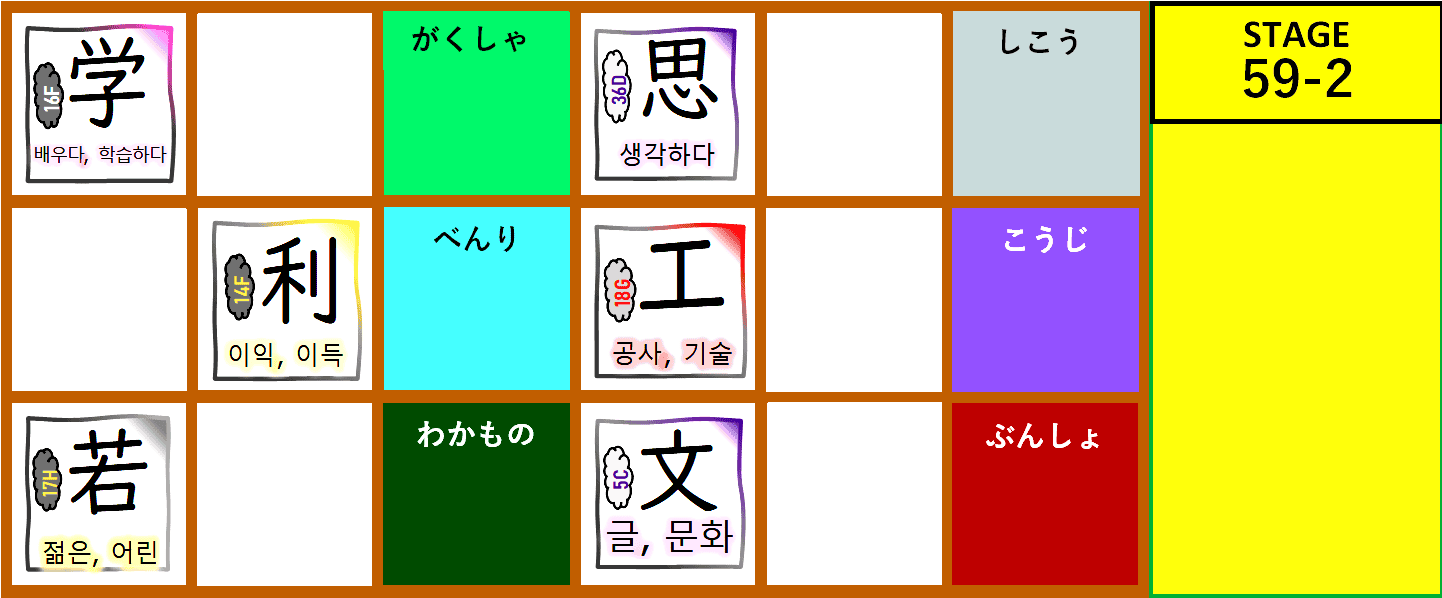 学
16F
배우다, 학습하다
がくしゃ
思
36D
생각하다
しこう
STAGE
59-2
利
14F
이익, 이득
べんり
工
18G
공사, 기술
こうじ
若
17H
젊은, 어린
わかもの
文
5C
글, 문화
ぶんしょ